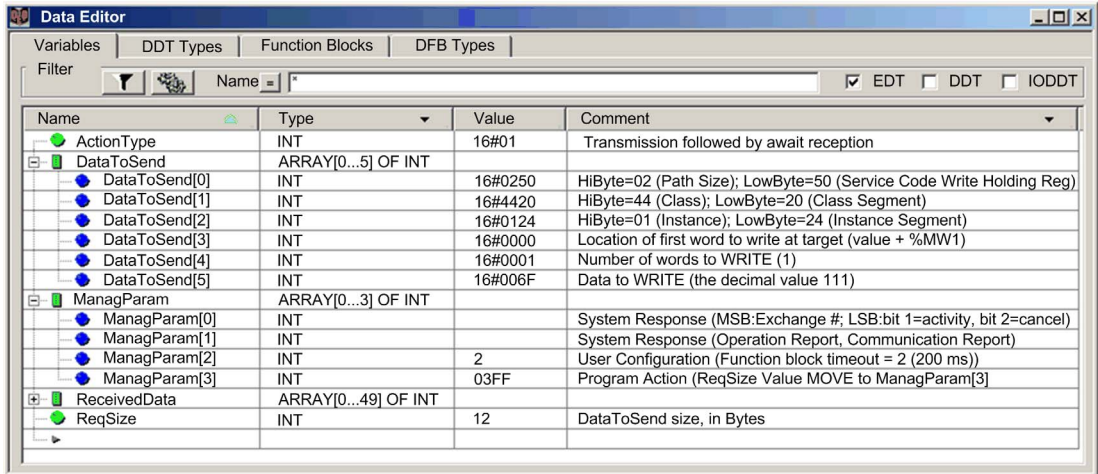 Data Editor
Variables DDT Types Function Blocks DFB Types
Filter Name = * EDT DDT IODDT
Name Type Value Comment
ActionType INT 16#01 Transmission followed by await reception
DataToSend ARRAY[0...5] OF INT
DataToSend[0] INT 16#0250 HiByte=02 (Path Size); LowByte=50 (Service Code Write Holding Reg)
DataToSend[1] INT 16#4420 HiByte=44 (Class); LowByte=20 (Class Segment)
DataToSend[2] INT 16#0124 HiByte=01 (Instance); LowByte=24 (Instance Segment)
DataToSend[3] INT 16#0000 Location of first word to write at target (value + %MW1)
DataToSend[4] INT 16#0001 Number of words to WRITE (1)
DataToSend[5] INT 16#006F Data to WRITE (the decimal value 111)
ManagParam ARRAY[0...3] OF INT
ManagParam[0] INT System Response (MSB:Exchange #; LSB:bit 1=activity, bit 2=cancel)
ManagParam[1] INT System Response (Operation Report, Communication Report)
ManagParam[2] INT 2 User Configuration (Function block timeout = 2 (200 ms))
ManagParam[3] INT 03FF Program Action (ReqSize Value MOVE to ManagParam[3]
ReceivedData ARRAY[0...49] OF INT
ReqSize INT 12 DataToSend size, in Bytes